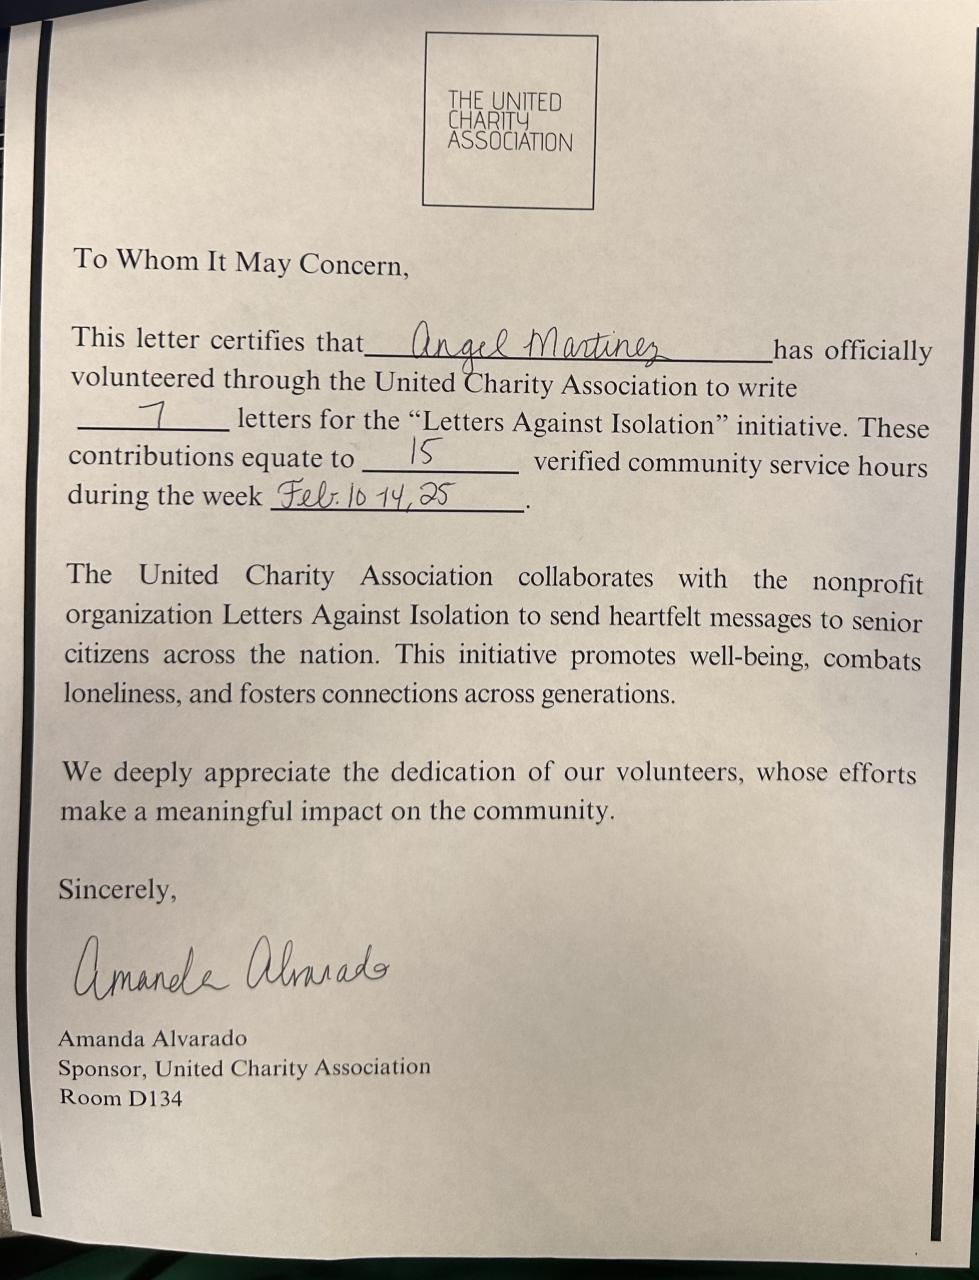 THE UNITED
CHARITY
ASSOCIATION
To Whom It May Concern,
This letter certifies that Angel Martinez has officially
volunteered through the United Charity Association to write
7 letters for the “Letters Against Isolation” initiative. These
contributions equate to 15 verified community service hours
during the week Feb. 10 14, 25.
The United Charity Association collaborates with the nonprofit
organization Letters Against Isolation to send heartfelt messages to senior
citizens across the nation. This initiative promotes well-being, combats
loneliness, and fosters connections across generations.
We deeply appreciate the dedication of our volunteers, whose efforts
make a meaningful impact on the community.
Sincerely,
Amanda Alvarado
Amanda Alvarado
Sponsor, United Charity Association
Room D134